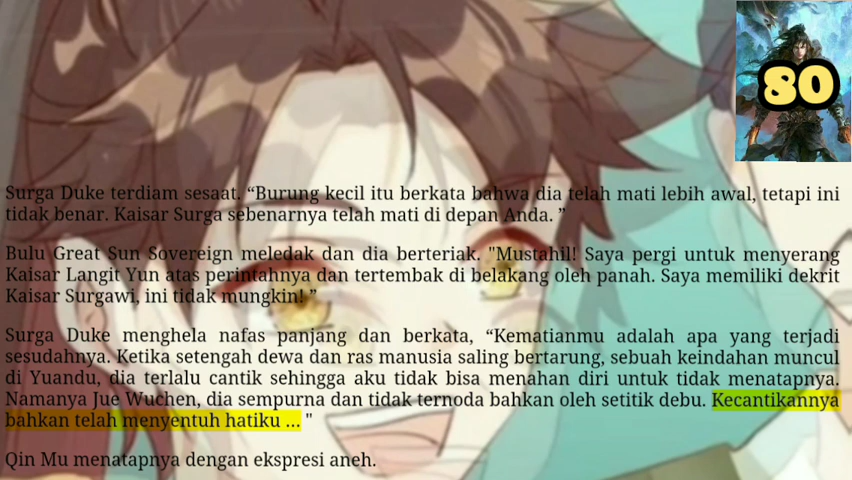 80
Surga Duke terdiam sesaat. “Burung kecil itu berkata bahwa dia telah mati lebih awal, tetapi ini
tidak benar. Kaisar Surga sebenarnya telah mati di depan Anda. ”
Bulu Great Sun Sovereign meledak dan dia berteriak. "Mustahil! Saya pergi untuk menyerang
Kaisar Langit Yun atas perintahnya dan tertembak di belakang oleh panah. Saya memiliki dekrit
Kaisar Surgawi, ini tidak mungkin! ”
Surga Duke menghela nafas panjang dan berkata, “Kematianmu adalah apa yang terjadi
sesudahnya. Ketika setengah dewa dan ras manusia saling bertarung, sebuah keindahan muncul
di Yuandu, dia terlalu cantik sehingga aku tidak bisa menahan diri untuk tidak menatapnya.
Namanya Jue Wuchen, dia sempurna dan tidak ternoda bahkan oleh setitik debu. Kecantikannya
bahkan telah menyentuh hatiku ... "
Qin Mu menatapnya dengan ekspresi aneh.